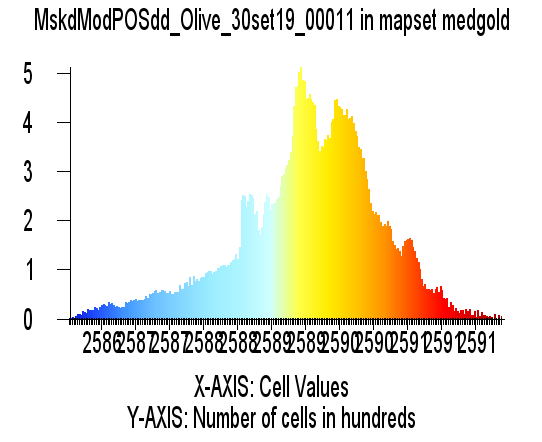 MskdModPOSdd_Olive_30set19_00011 in mapset medgold
5
4
3
2
1
0
2586 2587 2587 2588 2588 2589 2589 2590 2590 2591 2591 2591
X-AXIS: Cell Values
Y-AXIS: Number of cells in hundreds